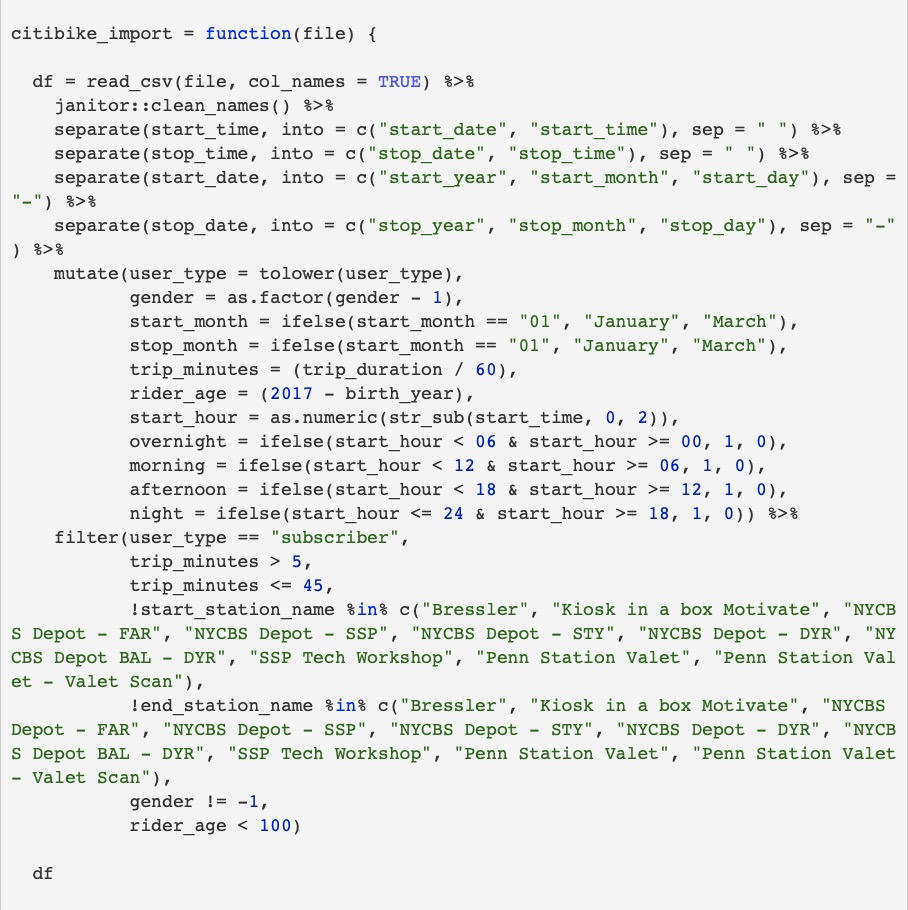 citibike_import = function(file) {
df = read_csv(file, col_names = TRUE) %>%
janitor::clean_names() %>%
separate(start_time, into = c("start_date", "start_time"), sep = " ") %>%
separate(stop_time, into = c("stop_date", "stop_time"), sep = " ") %>%
separate(start_date, into = c("start_year", "start_month", "start_day"), sep =
"-") %>%
separate(stop_date, into = c("stop_year", "stop_month", "stop_day"), sep = "-"
) %>%
mutate(user_type = tolower(user_type),
gender = as.factor(gender - 1),
start_month = ifelse(start_month == "01", "January", "March"),
stop_month = ifelse(start_month == "01", "January", "March"),
trip_minutes = (trip_duration / 60),
rider_age = (2017 - birth_year),
start_hour = as.numeric(str_sub(start_time, 0, 2)),
overnight = ifelse(start_hour < 06 & start_hour >= 00, 1, 0),
morning = ifelse(start_hour < 12 & start_hour >= 06, 1, 0),
afternoon = ifelse(start_hour < 18 & start_hour >= 12, 1, 0),
night = ifelse(start_hour <= 24 & start_hour >= 18, 1, 0)) %>%
filter(user_type == "subscriber",
trip_minutes > 5,
trip_minutes <= 45,
!start_station_name %in% c("Bressler", "Kiosk in a box Motivate", "NYCB
S Depot - FAR", "NYCBS Depot - SSP", "NYCBS Depot - STY", "NYCBS Depot - DYR", "NY
CBS Depot BAL - DYR", "SSP Tech Workshop", "Penn Station Valet", "Penn Station Val
et - Valet Scan"),
!end_station_name %in% c("Bressler", "Kiosk in a box Motivate", "NYCBS
Depot - FAR", "NYCBS Depot - SSP", "NYCBS Depot - STY", "NYCBS Depot - DYR", "NYCB
S Depot BAL - DYR", "SSP Tech Workshop", "Penn Station Valet", "Penn Station Valet
- Valet Scan"),
gender != -1,
rider_age < 100)
df